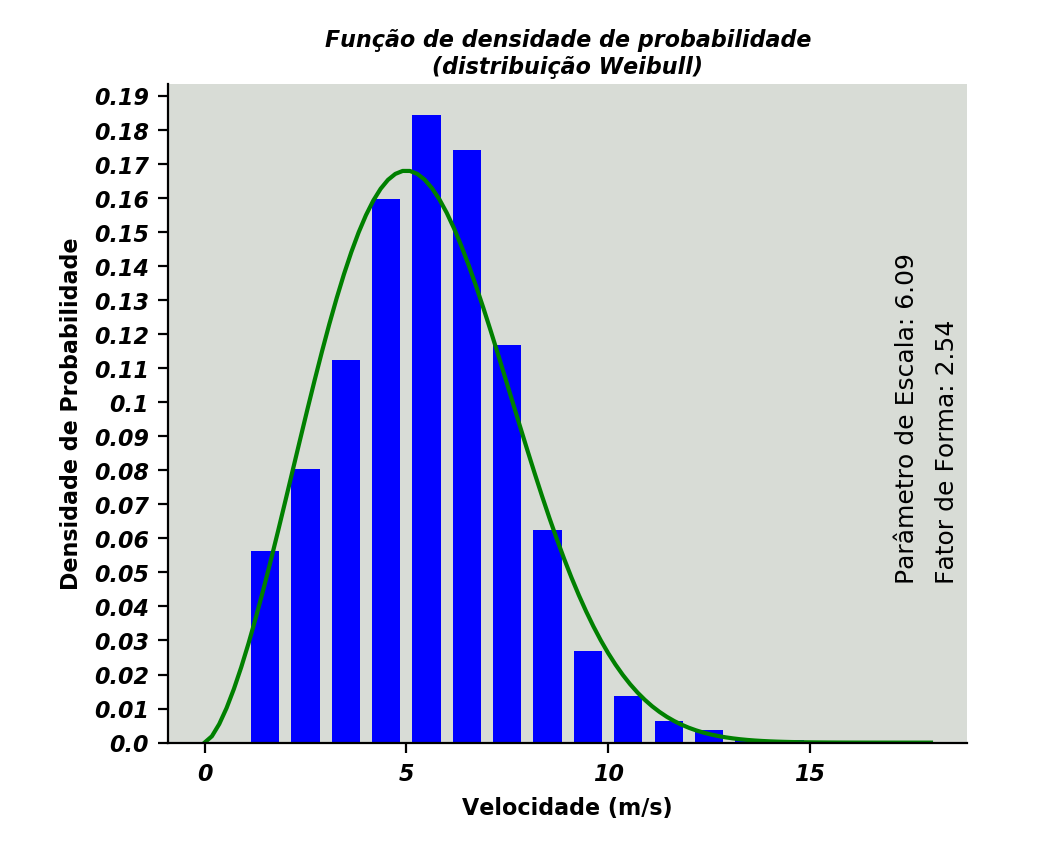 Função de densidade de probabilidade
(distribuição Weibull)
Densidade de Probabilidade
0.19
0.18
0.17
0.16
0.15
0.14
0.13
0.12
0.11
0.1
0.09
0.08
0.07
0.06
0.05
0.04
0.03
0.02
0.01
0.0
Parâmetro de Escala: 6.09
Fator de Forma: 2.54
0 5 10 15
Velocidade (m/s)